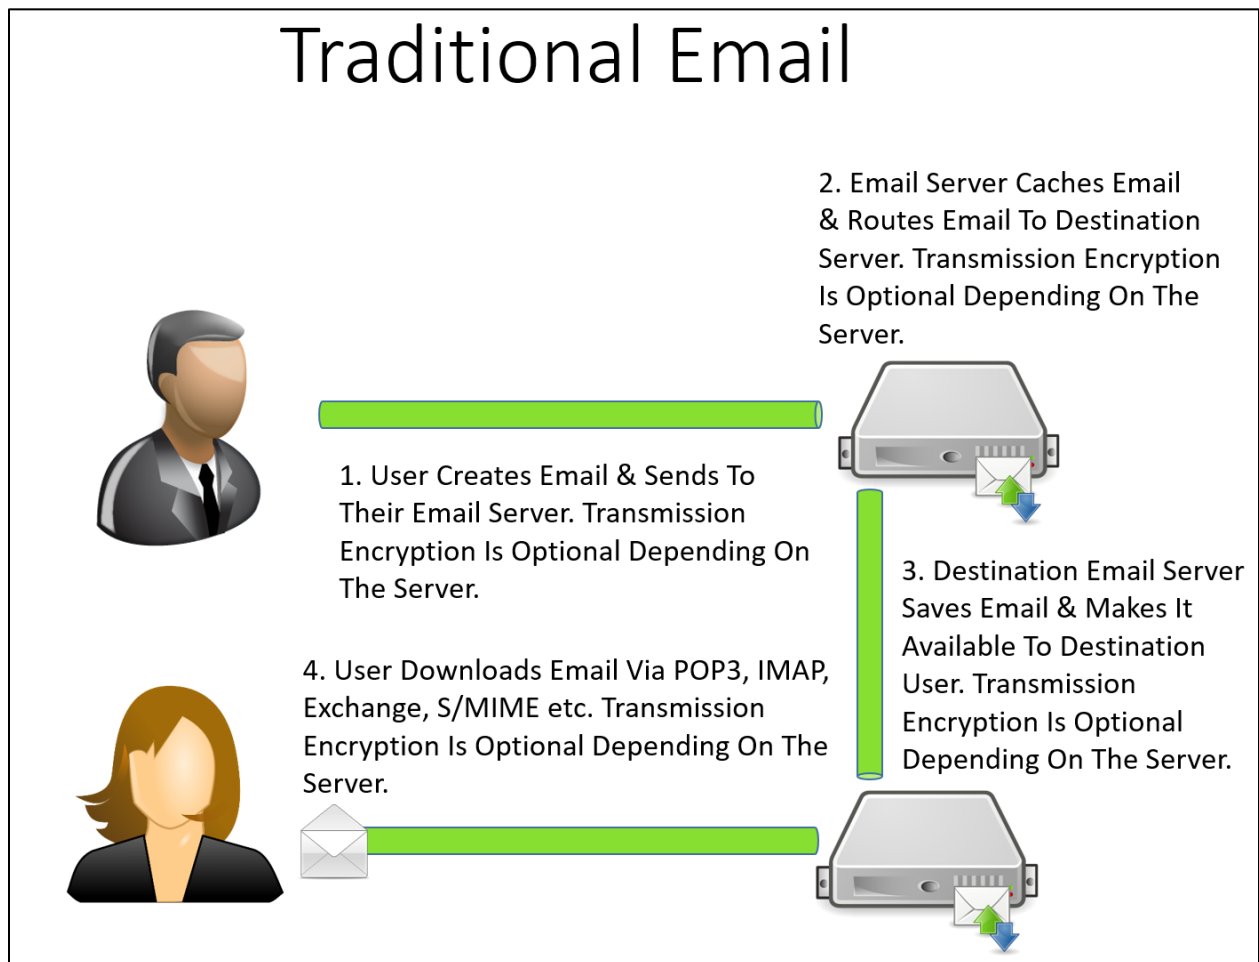 Traditional Email
2. Email Server Caches Email
& Routes Email To Destination
Server. Transmission Encryption
Is Optional Depending On The
Server.
1. User Creates Email & Sends To
Their Email Server. Transmission
Encryption Is Optional Depending On
The Server.
3. Destination Email Server
Saves Email & Makes It
Available To Destination
User. Transmission
Encryption Is Optional
Depending On The Server.
4. User Downloads Email Via POP3, IMAP,
Exchange, S/MIME etc. Transmission
Encryption Is Optional Depending On The
Server.